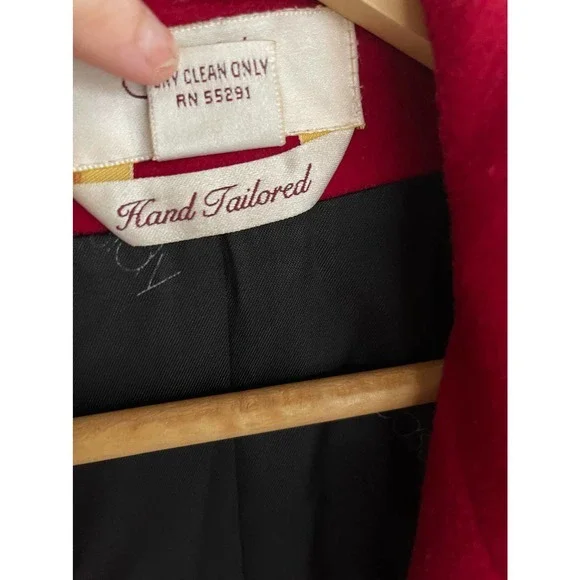 DRY CLEAN ONLY
RN 55291
Hand Tailored